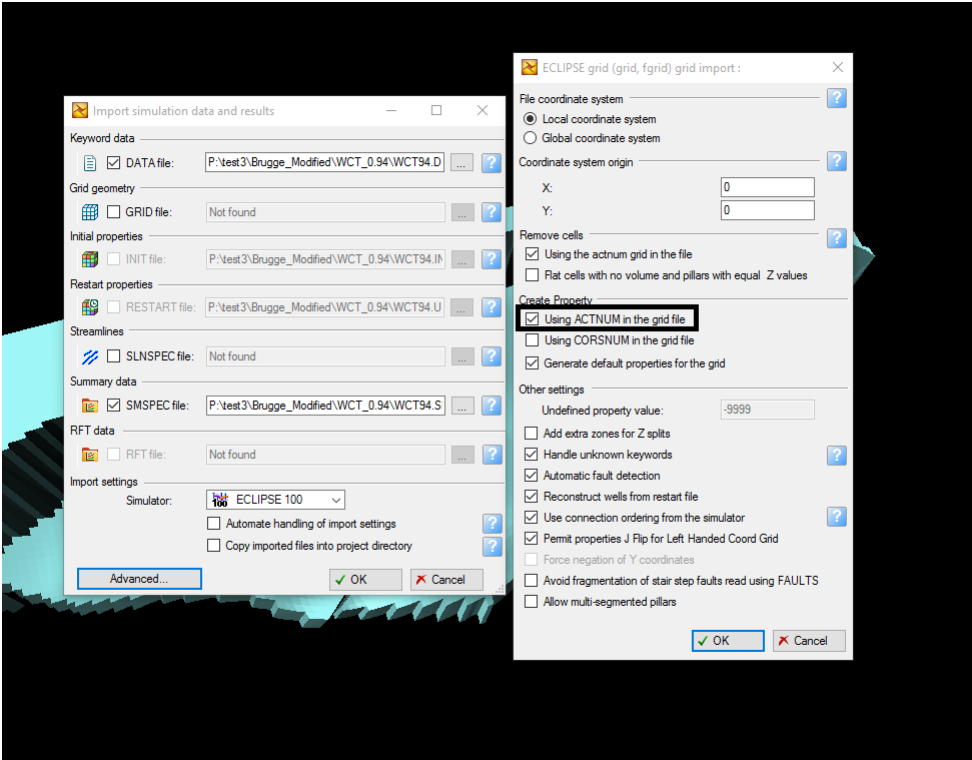 Import simulation data and results
Keyword data
DATA file: P:\test3\Brugge_Modified\WCT_0.94\WCT94.D ... ?
Grid geometry
GRID file: Not found ... ?
Initial properties
INIT file: P:\test3\Brugge_Modified\WCT_0.94\WCT94.IN ... ?
Restart properties
RESTART file: P:\test3\Brugge_Modified\WCT_0.94\WCT94.U ... ?
Streamlines
SLNSPEC file: Not found ... ?
Summary data
SMSPEC file: P:\test3\Brugge_Modified\WCT_0.94\WCT94.S ... ?
RFT data
RFT file: Not found ... ?
Import settings
Simulator: 100 ECLIPSE 100
Automate handling of import settings ?
Copy imported files into project directory ?
Advanced... OK Cancel
ECLIPSE grid (grid, fgrid) grid import :
File coordinate system ?
Local coordinate system
Global coordinate system
Coordinate system origin ?
X: 0
Y: 0
Remove cells ?
Using the actnum grid in the file
Flat cells with no volume and pillars with equal Z values
Create Property
Using ACTNUM in the grid file
Using CORSNUM in the grid file
Generate default properties for the grid
Other settings
Undefined property value: -9999
Add extra zones for Z splits
Handle unknown keywords ?
Automatic fault detection
Reconstruct wells from restart file
Use connection ordering from the simulator ?
Permit properties J Flip for Left Handed Coord Grid
Force negation of Y coordinates
Avoid fragmentation of stair step faults read using FAULTS
Allow multi-segmented pillars
OK Cancel